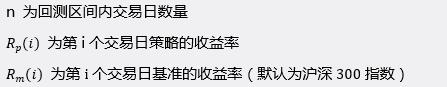 n 为回测区间内交易日数量
R_p(i) 为第 i 个交易日策略的收益率
R_m(i) 为第 i 个交易日基准的收益率（默认为沪深 300 指数）